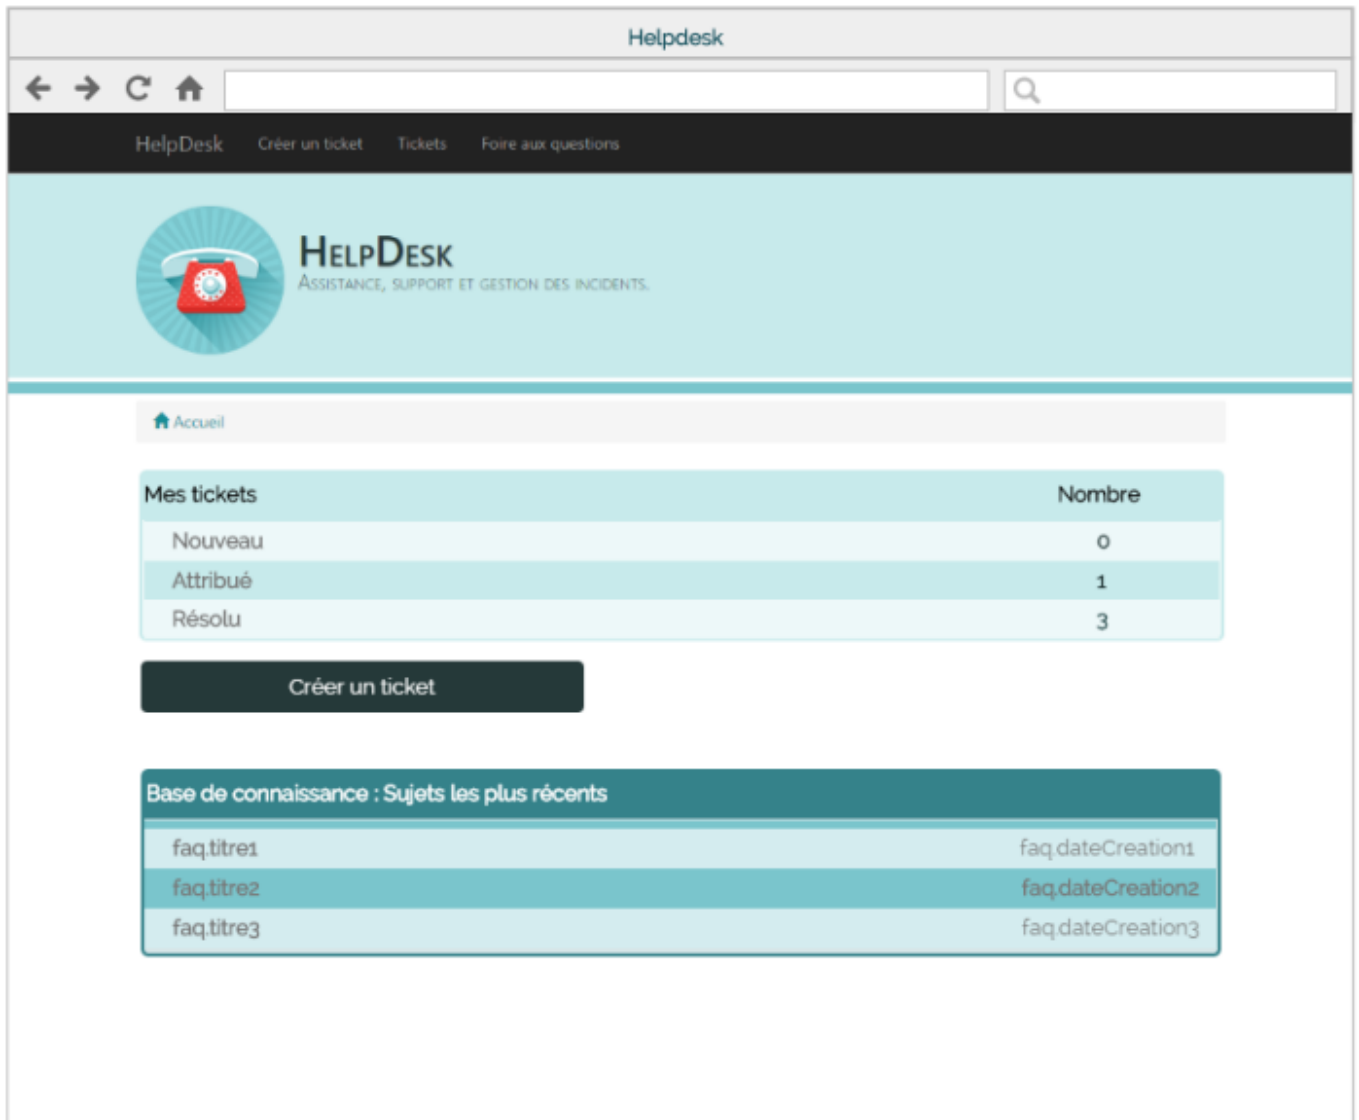 Helpdesk
HelpDesk Créer un ticket Tickets Foire aux questions
HelpDesk
Assistance, support et gestion des incidents.
Accueil
Mes tickets Nombre
Nouveau 0
Attribué 1
Résolu 3
Créer un ticket
Base de connaissance : Sujets les plus récents
faq.titre1 faq.dateCreation1
faq.titre2 faq.dateCreation2
faq.titre3 faq.dateCreation3